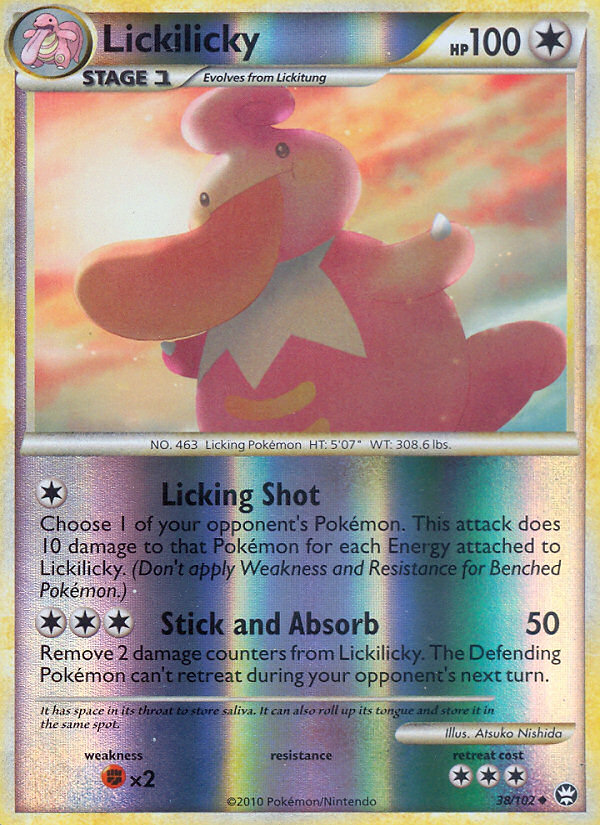 Lickilicky HP100
STAGE 1 Evolves from Lickitung
NO. 463 Licking Pokémon HT: 5'07" WT: 308.6 lbs.
Licking Shot
Choose 1 of your opponent's Pokémon. This attack does
10 damage to that Pokémon for each Energy attached to
Lickilicky. (Don't apply Weakness and Resistance for Benched
Pokémon.)
Stick and Absorb 50
Remove 2 damage counters from Lickilicky. The Defending
Pokémon can't retreat during your opponent's next turn.
It has space in its throat to store saliva. It can also roll up its tongue and store it in
the same spot.
Illus. Atsuko Nishida
weakness resistance retreat cost
×2
©2010 Pokémon/Nintendo 38/102